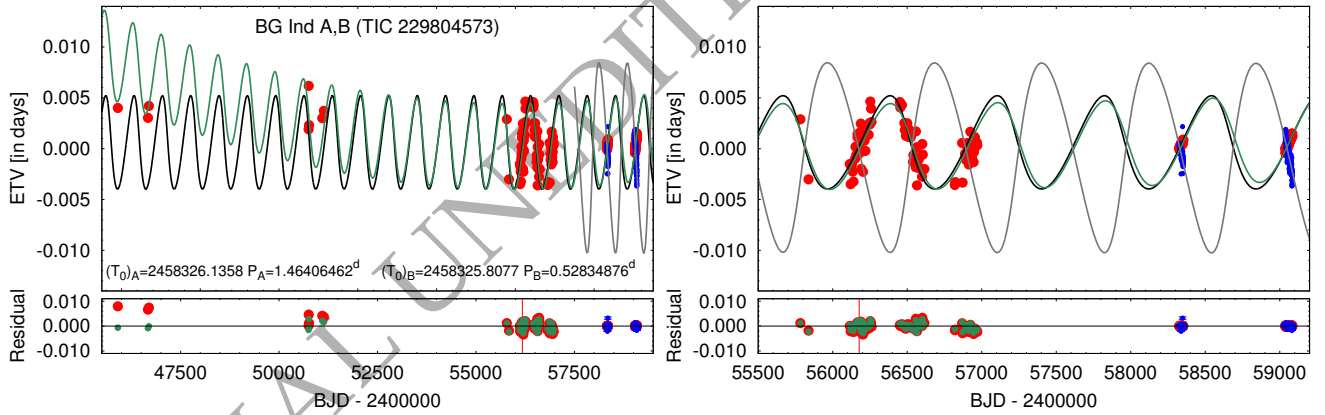 BG Ind A,B (TIC 229804573)
ETV [in days]
0.010
0.005
0.000
-0.005
-0.010
(T₀)A=2458326.1358 PA=1.46406462ᵈ (T₀)B=2458325.8077 PB=0.52834876ᵈ
Residual
0.010
0.000
-0.010
47500 50000 52500 55000 57500
BJD - 2400000
ETV [in days]
0.010
0.005
0.000
-0.005
-0.010
Residual
0.010
0.000
-0.010
55500 56000 56500 57000 57500 58000 58500 59000
BJD - 2400000